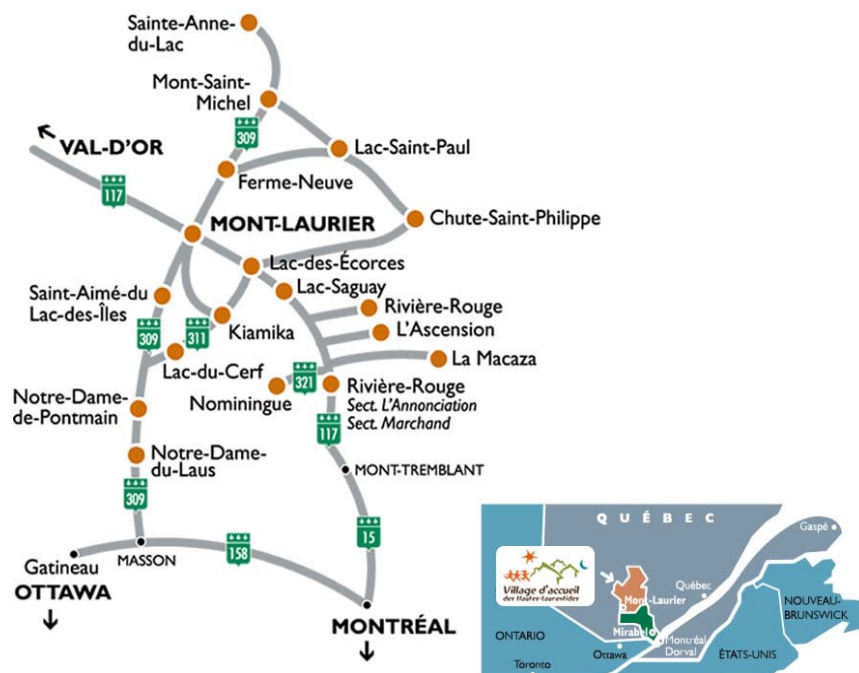 Sainte-Anne-
du-Lac
Mont-Saint-
Michel
309
VAL-D'OR
Lac-Saint-Paul
Ferme-Neuve
117
MONT-LAURIER
Chute-Saint-Philippe
Lac-des-Écorces
Lac-Saguay
Saint-Aimé-du
Lac-des-Îles
Rivière-Rouge
Kiamika
L'Ascension
309
311
La Macaza
Lac-du-Cerf
321
Rivière-Rouge
Sect. L'Annonciation
Sect. Marchand
Nominingue
Notre-Dame-
de-Pontmain
117
Notre-Dame-
du-Laus
MONT-TREMBLANT
309
15
158
MASSON
Gatineau
OTTAWA
MONTRÉAL
QUÉBEC
Gaspé
Village d'accueil
des Hautes-Laurentides
Québec
Mont-Laurier
NOUVEAU-
BRUNSWICK
Mirabel
ONTARIO
Montréal
Dorval
Ottawa
ÉTATS-UNIS
Toronto